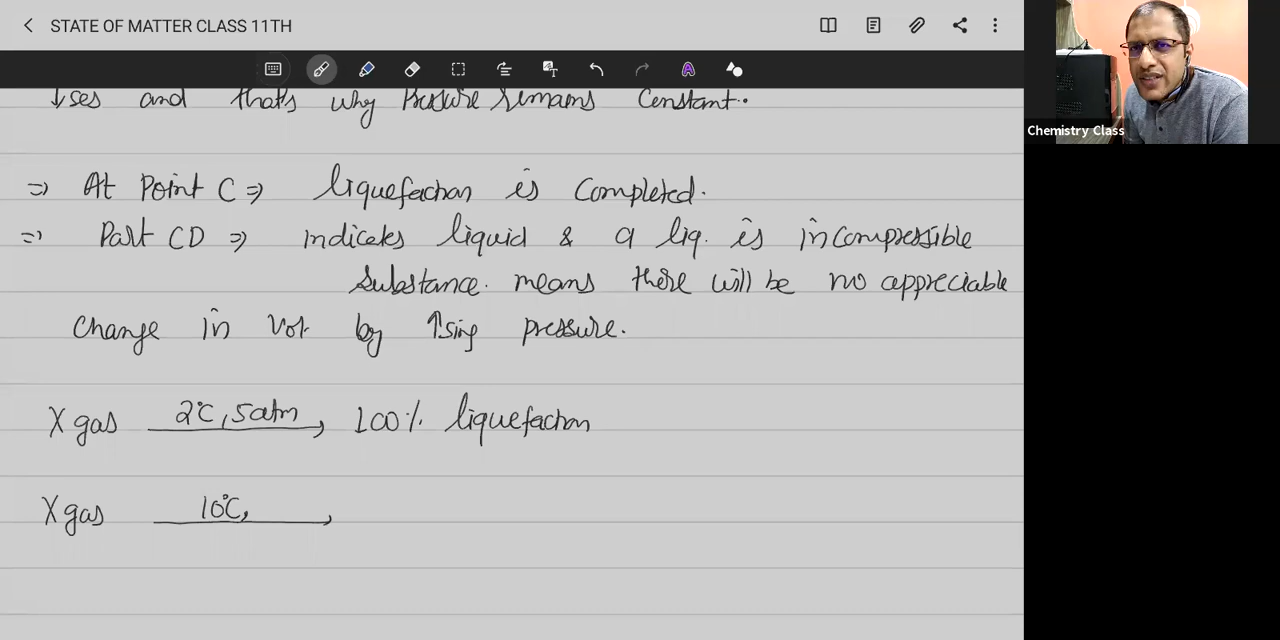 STATE OF MATTER CLASS 11TH
↓ses and that's why Pressure remains Constant.
⇒ At Point C ⇒ liquefaction is Completed.
⇒ Part CD ⇒ indicates liquid & a liq. is incompressible
substance. means there will be no appreciable
Change in Vol. by ↑sing pressure.
X gas 2°C, 5atm → 100% liquefaction
X gas 10°C, →
Chemistry Class